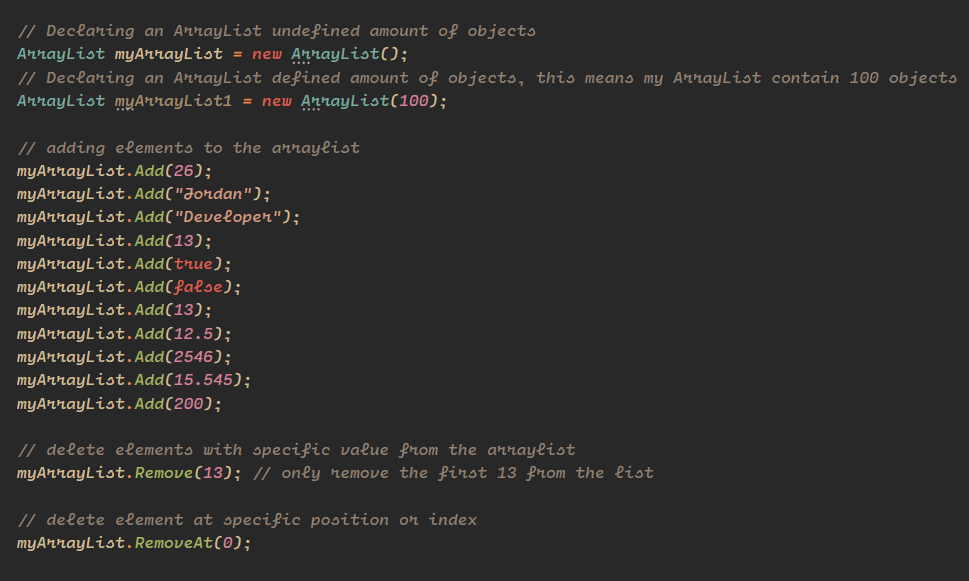 // Declaring an ArrayList undefined amount of objects
ArrayList myArrayList = new ArrayList();
// Declaring an ArrayList defined amount of objects, this means my ArrayList contain 100 objects
ArrayList myArrayList1 = new ArrayList(100);
// adding elements to the arraylist
myArrayList.Add(26);
myArrayList.Add("Jordan");
myArrayList.Add("Developer");
myArrayList.Add(13);
myArrayList.Add(true);
myArrayList.Add(false);
myArrayList.Add(13);
myArrayList.Add(12.5);
myArrayList.Add(2546);
myArrayList.Add(15.545);
myArrayList.Add(200);
// delete elements with specific value from the arraylist
myArrayList.Remove(13); // only remove the first 13 from the list
// delete element at specific position or index
myArrayList.RemoveAt(0);